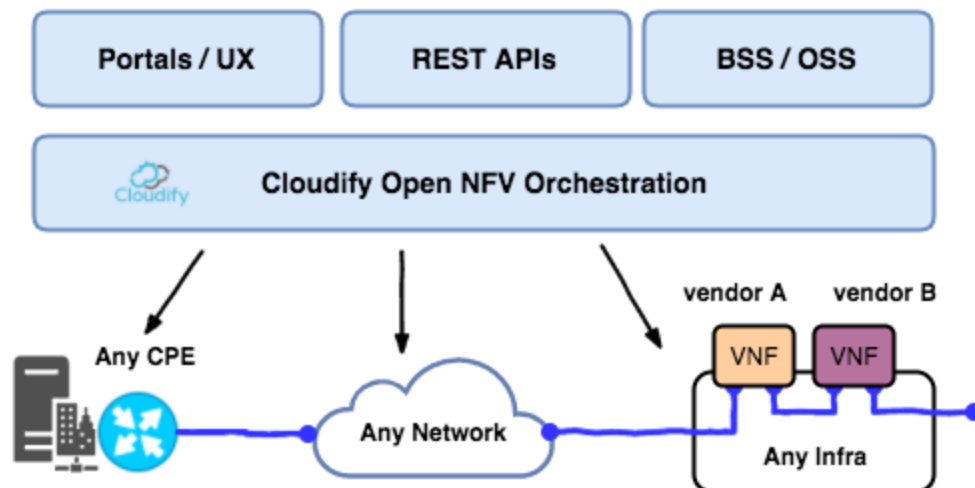 Portals / UX
REST APIs
BSS / OSS
Cloudify
Cloudify Open NFV Orchestration
vendor A
vendor B
Any CPE
VNF
VNF
Any Network
Any Infra